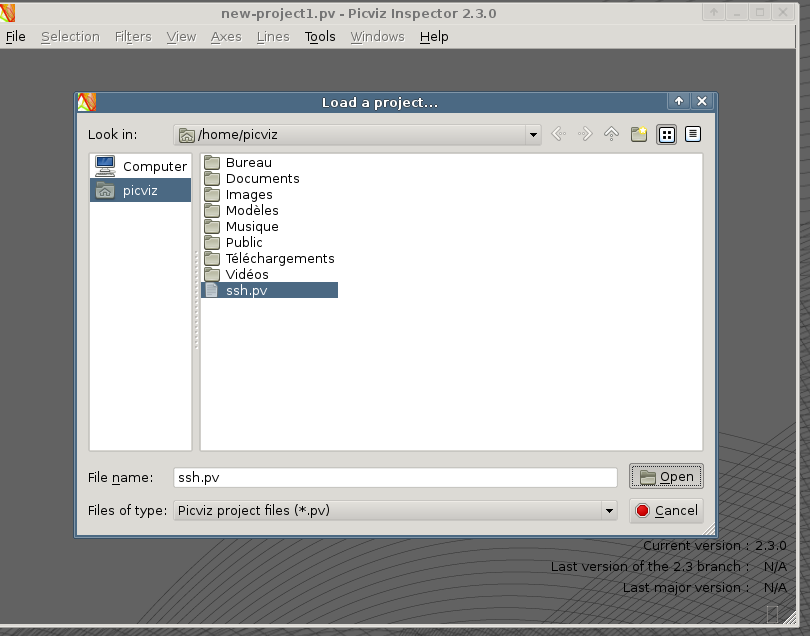 new-project1.pv - Picviz Inspector 2.3.0
File Selection Filters View Axes Lines Tools Windows Help
Load a project...
Look in: /home/picviz
Computer
picviz
Bureau
Documents
Images
Modèles
Musique
Public
Téléchargements
Vidéos
ssh.pv
File name: ssh.pv Open
Files of type: Picviz project files (*.pv) Cancel
Current version : 2.3.0
Last version of the 2.3 branch : N/A
Last major version : N/A